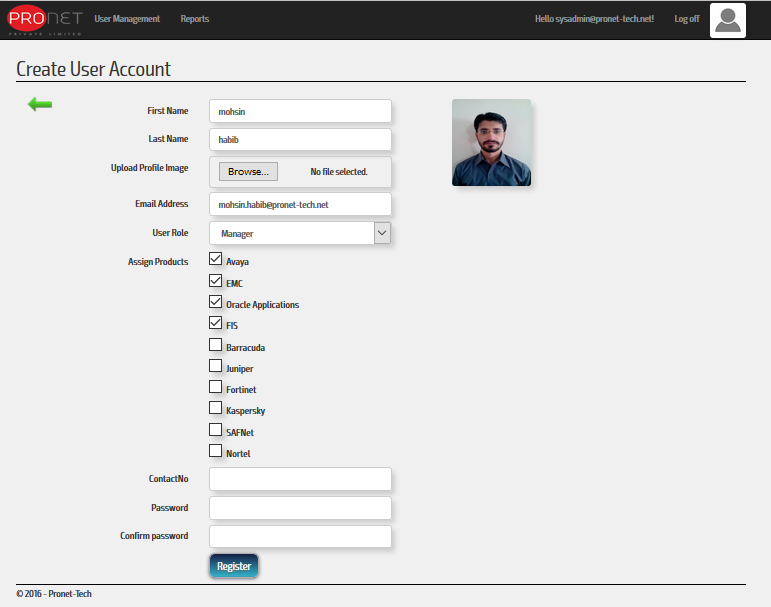 PRONET
PRIVATE LIMITED
User Management Reports Hello sysadmin@pronet-tech.net! Log off
Create User Account
First Name mohsin
Last Name habib
Upload Profile Image Browse... No file selected.
Email Address mohsin.habib@pronet-tech.net
User Role Manager
Assign Products Avaya
EMC
Oracle Applications
FIS
Barracuda
Juniper
Fortinet
Kaspersky
SAFNet
Nortel
ContactNo
Password
Confirm password
Register
© 2016 - Pronet-Tech